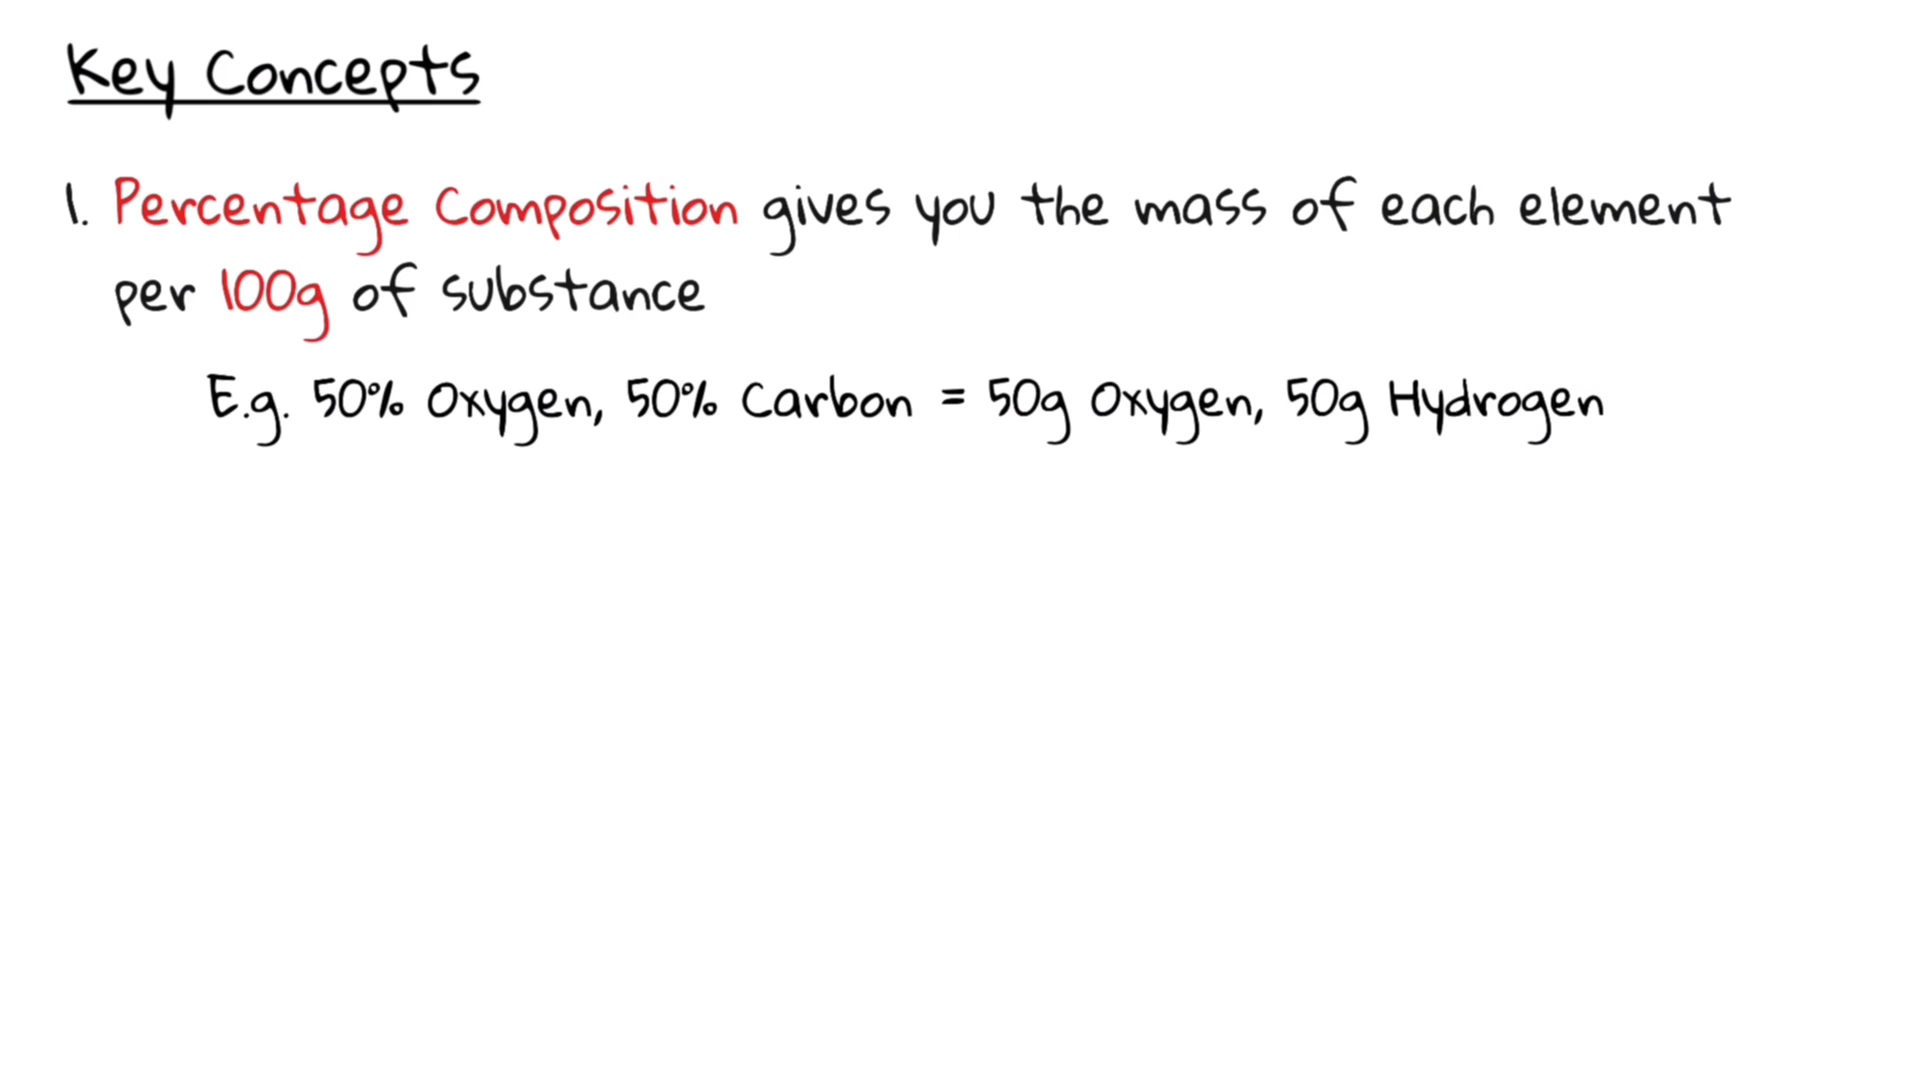 Key Concepts
1. Percentage Composition gives you the mass of each element
per 100g of substance
E.g. 50% Oxygen, 50% Carbon = 50g Oxygen, 50g Hydrogen